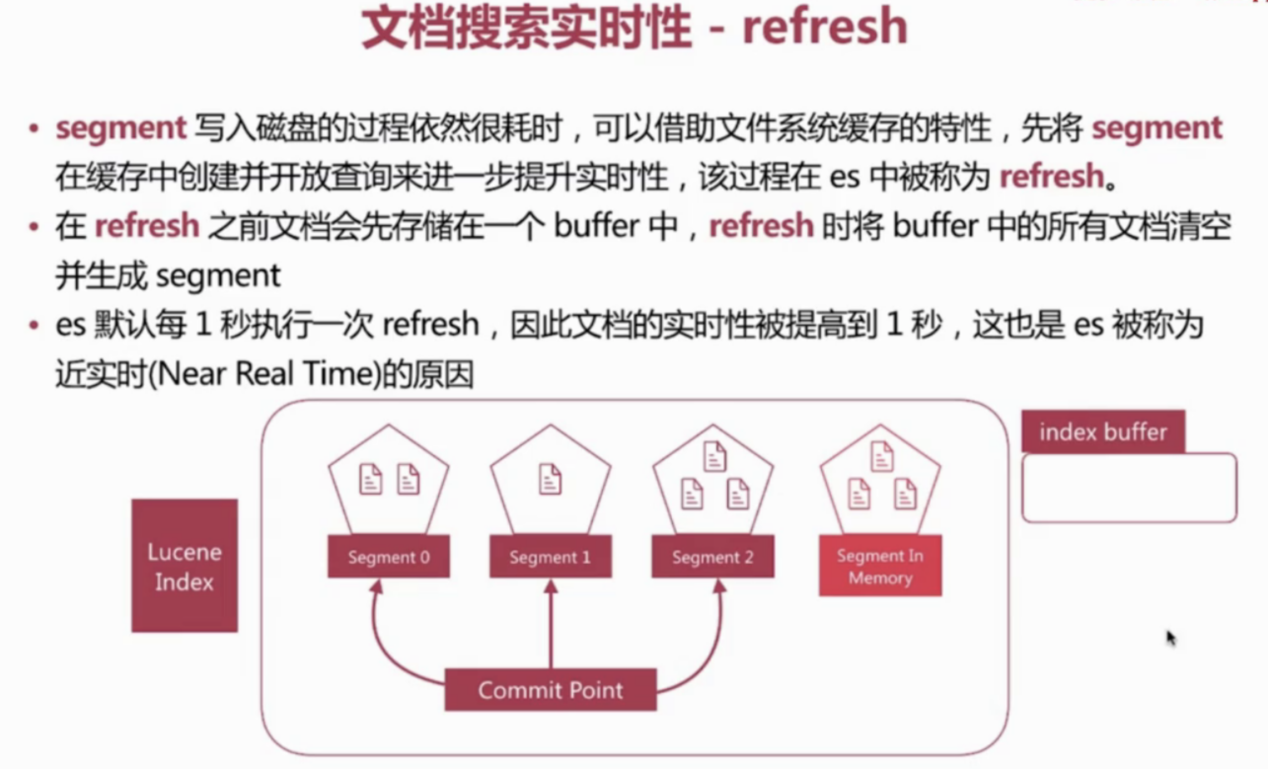 文档搜索实时性 - refresh
• segment 写入磁盘的过程依然很耗时，可以借助文件系统缓存的特性，先将 segment
在缓存中创建并开放查询来进一步提升实时性，该过程在 es 中被称为 refresh。
• 在 refresh 之前文档会先存储在一个 buffer 中，refresh 时将 buffer 中的所有文档清空
并生成 segment
• es 默认每 1 秒执行一次 refresh，因此文档的实时性被提高到 1 秒，这也是 es 被称为
近实时(Near Real Time)的原因
index buffer
Lucene
Index
Segment 0
Segment 1
Segment 2
Segment In
Memory
Commit Point